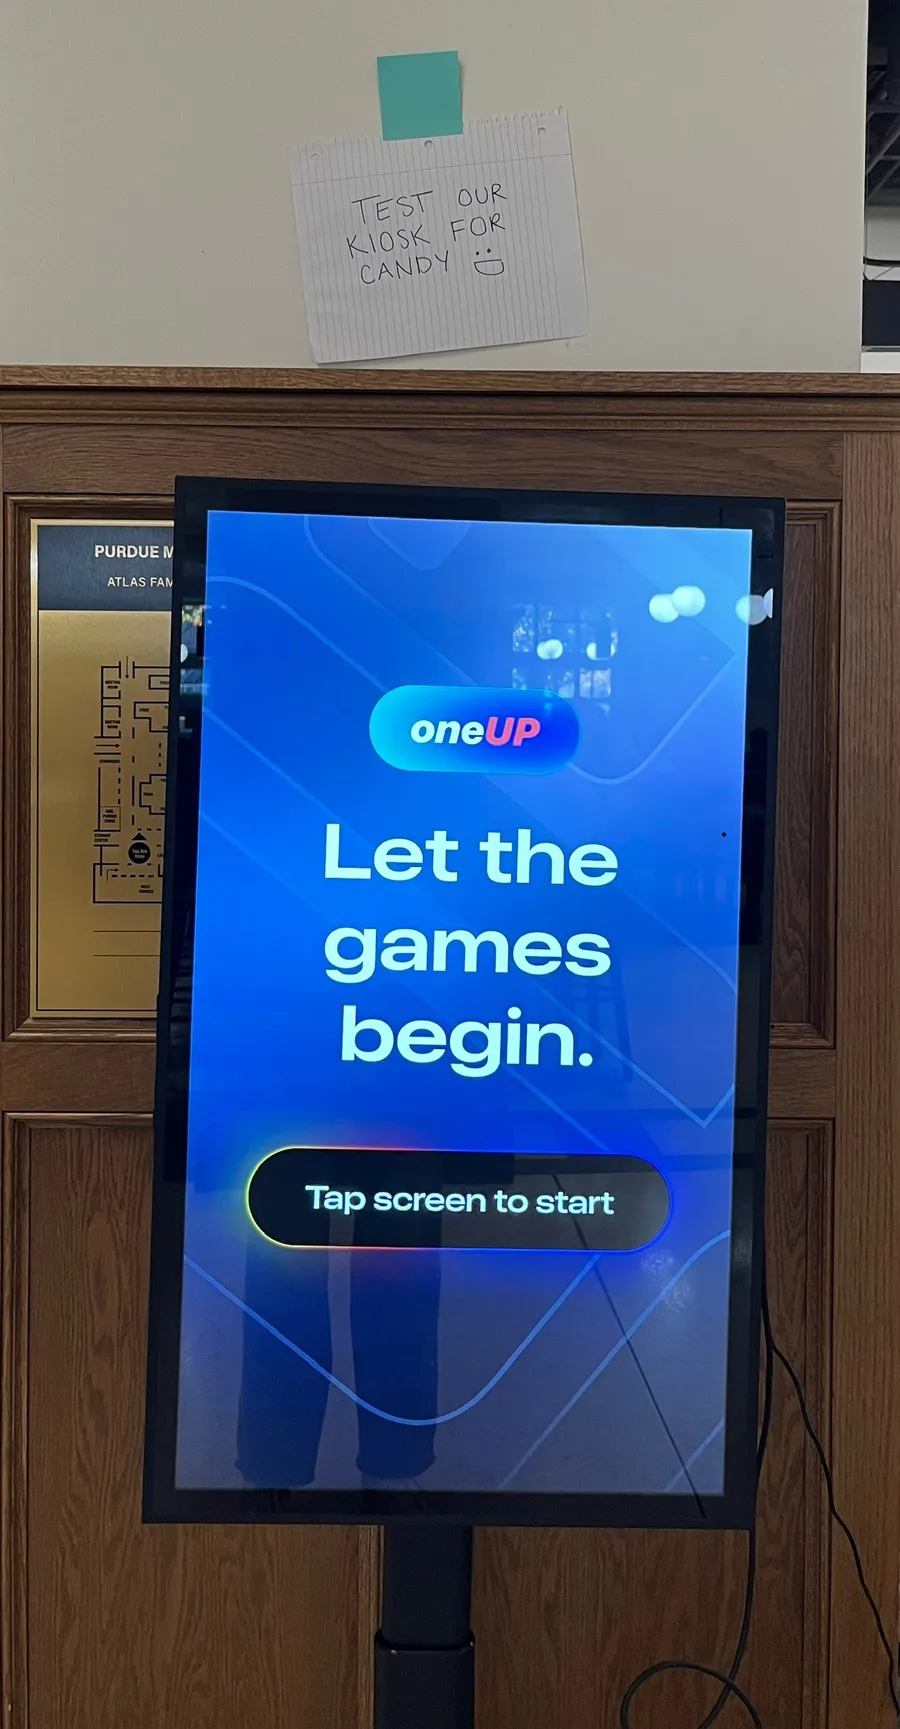 TEST OUR
KIOSK FOR
CANDY
PURDUE M
ATLAS FAM
oneUP
Let the
games
begin.
Tap screen to start